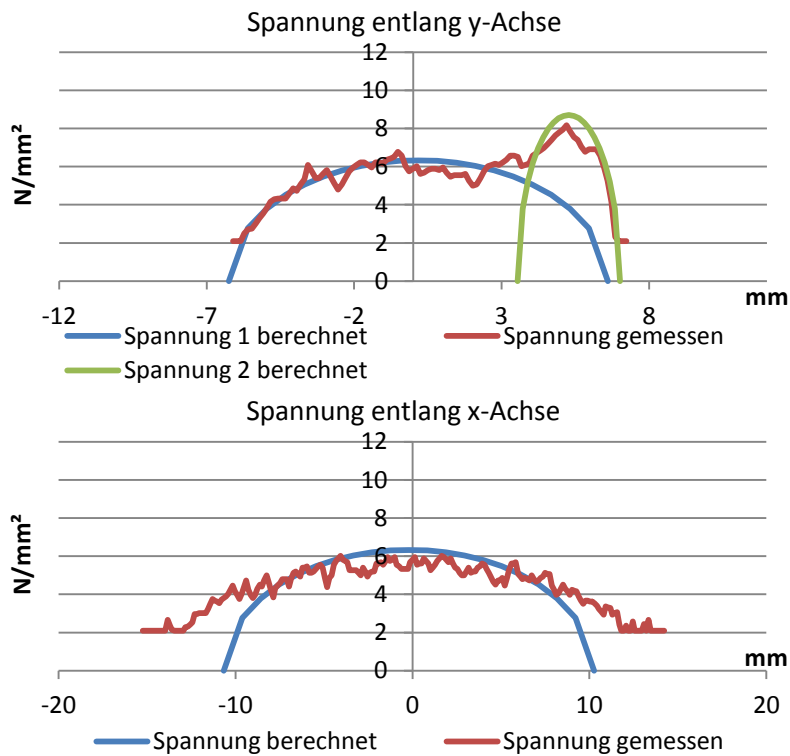 Spannung entlang y-Achse
12
10
8
6
4
2
0
N/mm²
-12 -7 -2 3 8
mm
Spannung 1 berechnet Spannung gemessen
Spannung 2 berechnet
Spannung entlang x-Achse
12
10
8
6
4
2
0
N/mm²
mm
-20 -10 0 10 20
Spannung berechnet Spannung gemessen